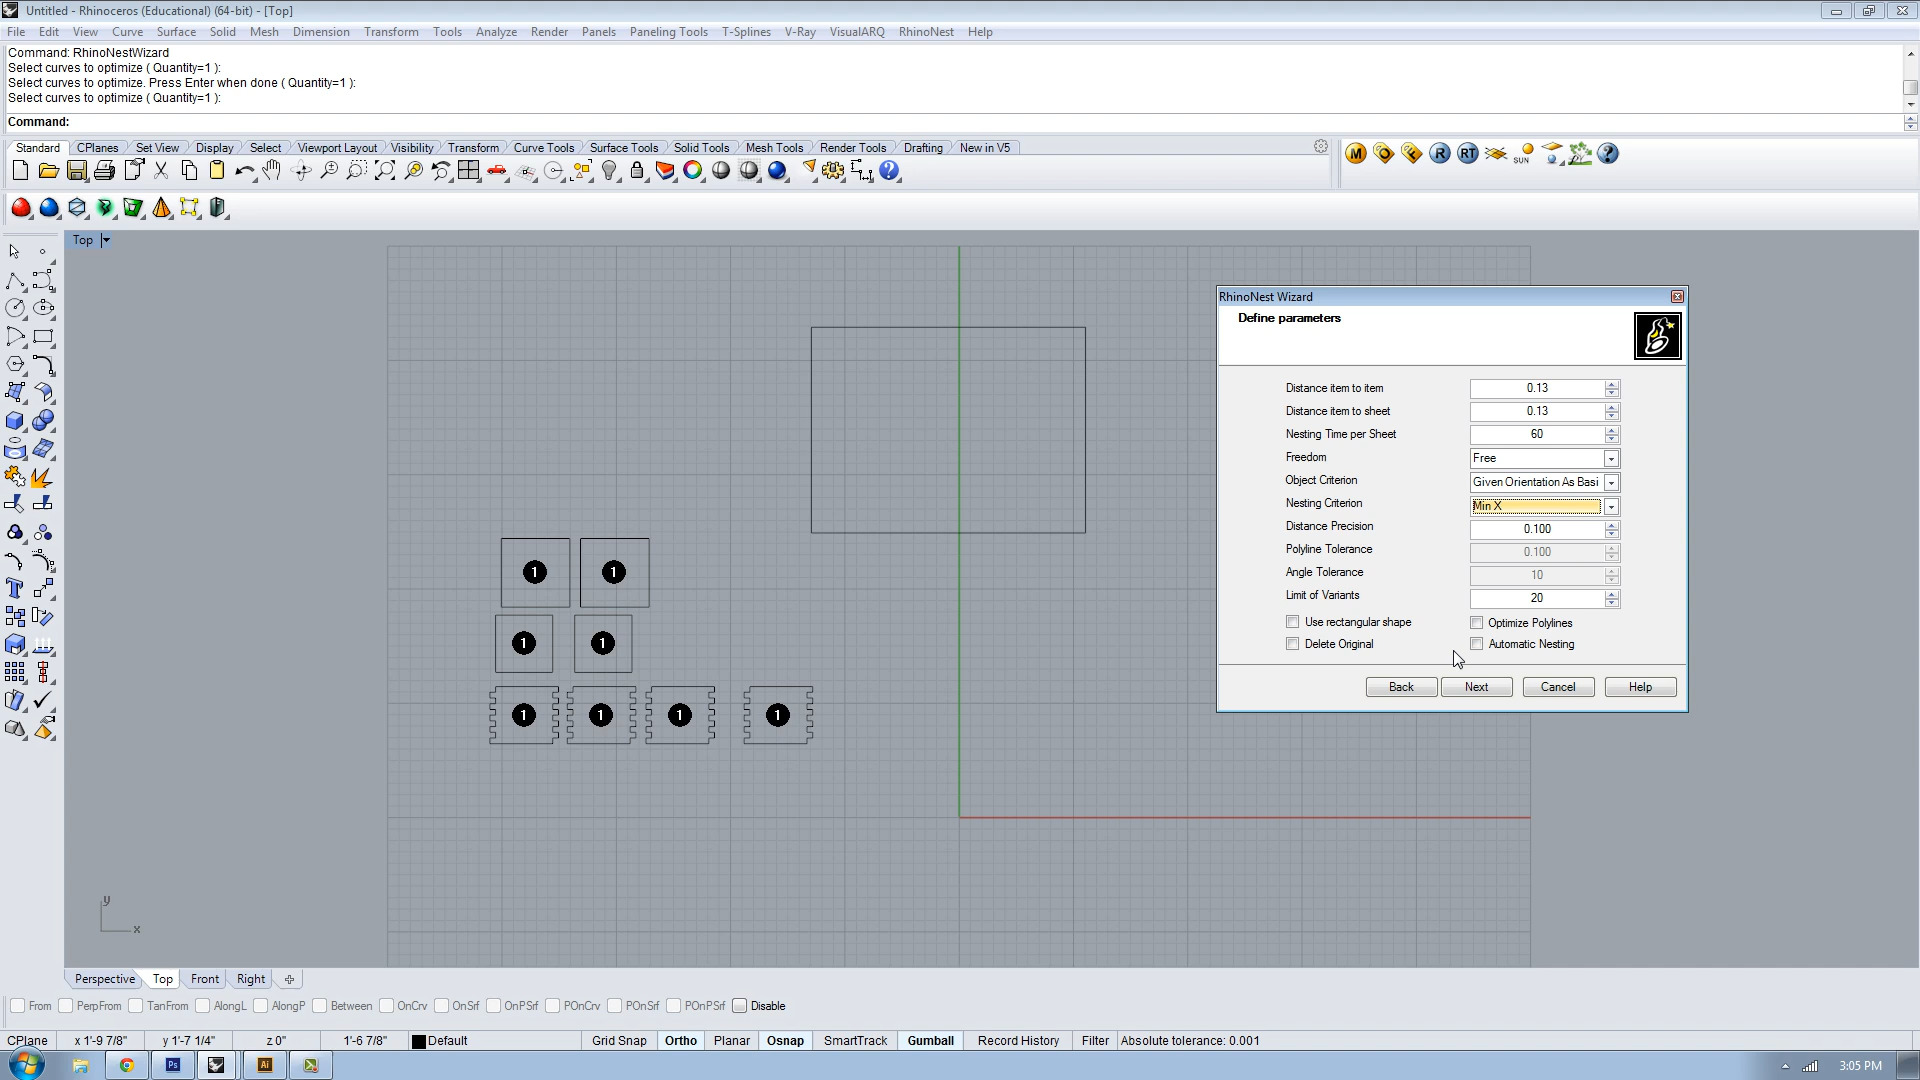 Untitled - Rhinoceros (Educational) (64-bit) - [Top]
File Edit View Curve Surface Solid Mesh Dimension Transform Tools Analyze Render Panels Paneling Tools T-Splines V-Ray VisualARQ RhinoNest Help
Command: RhinoNestWizard
Select curves to optimize ( Quantity=1 ):
Select curves to optimize. Press Enter when done ( Quantity=1 ):
Select curves to optimize ( Quantity=1 ):
Command:
Standard CPlanes Set View Display Select Viewport Layout Visibility Transform Curve Tools Surface Tools Solid Tools Mesh Tools Render Tools Drafting New in V5
M R RT SUN ?
Top
RhinoNest Wizard
Define parameters
Distance item to item 0.13
Distance item to sheet 0.13
Nesting Time per Sheet 60
Freedom Free
Object Criterion Given Orientation As Basi
Nesting Criterion Min X
Distance Precision 0.100
Polyline Tolerance 0.100
Angle Tolerance 10
Limit of Variants 20
Use rectangular shape Optimize Polylines
Delete Original Automatic Nesting
Back Next Cancel Help
1 1
1 1
1 1 1 1
y
x
Perspective Top Front Right
From PerpFrom TanFrom AlongL AlongP Between OnCrv OnSrf OnPSrf POnCrv POnSrf POnPSrf Disable
CPlane x 1'-9 7/8" y 1'-7 1/4" z 0" 1'-6 7/8" Default Grid Snap Ortho Planar Osnap SmartTrack Gumball Record History Filter Absolute tolerance: 0.001
Ps Ai 3:05 PM